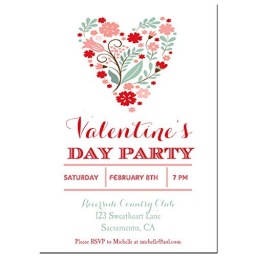 Valentine's
DAY PARTY
SATURDAY FEBRUARY 8TH 7 PM
Riverside Country Club
123 Sweatheart Lane
Sacramento, CA
Please RSVP to Michelle at michelle@aol.com